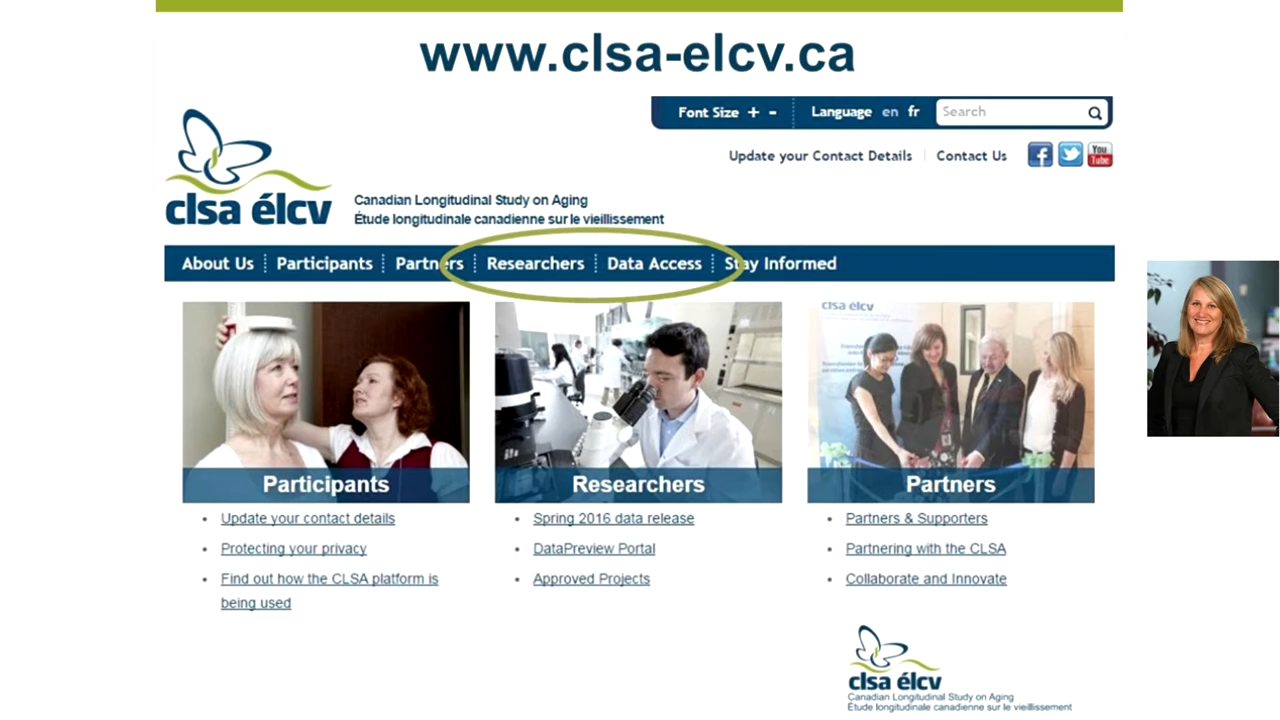 www.clsa-elcv.ca
Font Size + -
Language en fr
Search
Update your Contact Details
Contact Us
You
Tube
clsa élcv
Canadian Longitudinal Study on Aging
Étude longitudinale canadienne sur le vieillissement
About Us
Participants
Partners
Researchers
Data Access
Stay Informed
clsa élcv
Participants
Update your contact details
Protecting your privacy
Find out how the CLSA platform is
being used
Researchers
Spring 2016 data release
DataPreview Portal
Approved Projects
Partners
Partners & Supporters
Partnering with the CLSA
Collaborate and Innovate
clsa élcv
Canadian Longitudinal Study on Aging
Étude longitudinale canadienne sur le vieillissement